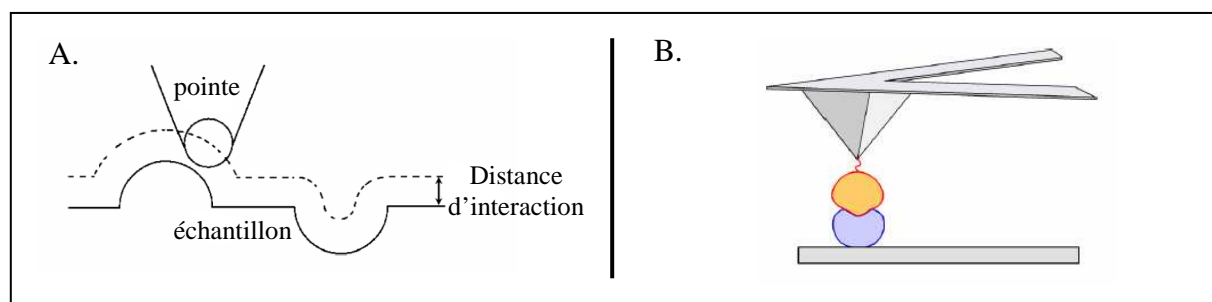 A.
pointe
échantillon
Distance
d’interaction
B.